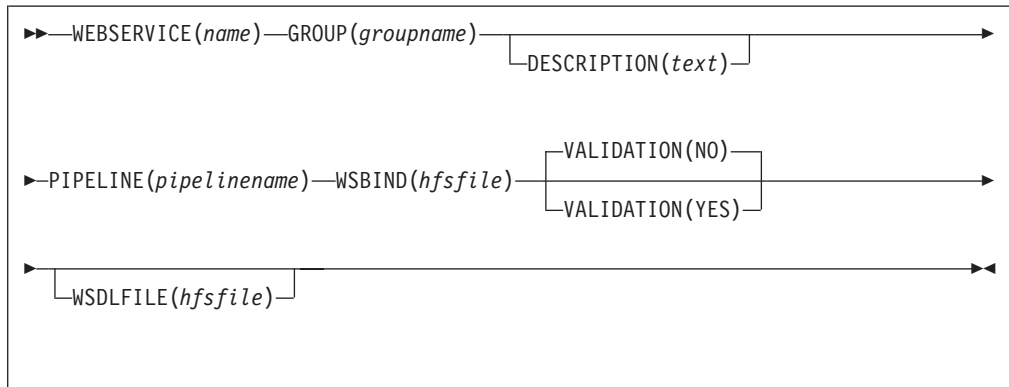 WEBSERVICE(name) GROUP(groupname)
DESCRIPTION(text)
VALIDATION(NO)
PIPELINE(pipelinename) WSBIND(hfsfile)
VALIDATION(YES)
WSDLFILE(hfsfile)